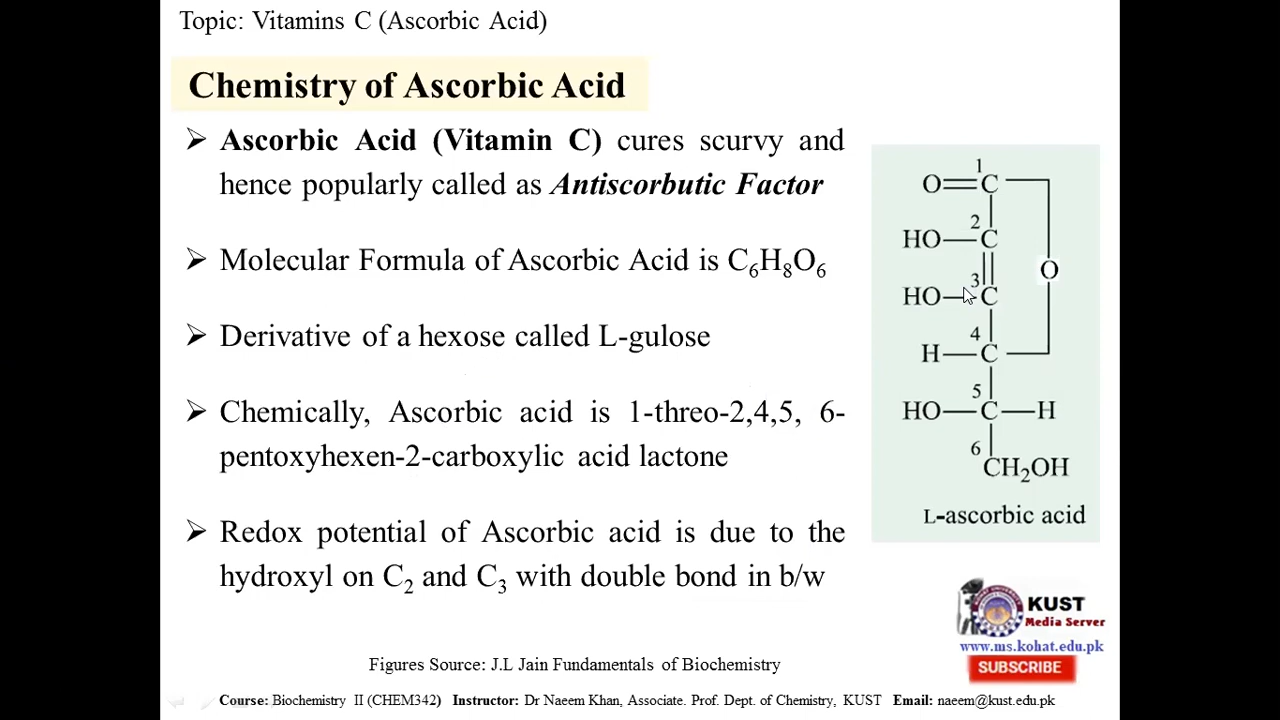 Topic: Vitamins C (Ascorbic Acid)
Chemistry of Ascorbic Acid
➢ Ascorbic Acid (Vitamin C) cures scurvy and
hence popularly called as Antiscorbutic Factor
➢ Molecular Formula of Ascorbic Acid is C₆H₈O₆
➢ Derivative of a hexose called L-gulose
➢ Chemically, Ascorbic acid is 1-threo-2,4,5, 6-
pentoxyhexen-2-carboxylic acid lactone
➢ Redox potential of Ascorbic acid is due to the
hydroxyl on C₂ and C₃ with double bond in b/w
1
O=C
2
HO—C
O
3
HO—C
4
H—C
5
HO—C—H
6
CH₂OH
L-ascorbic acid
KUST
Media Server
www.ms.kohat.edu.pk
SUBSCRIBE
Figures Source: J.L Jain Fundamentals of Biochemistry
Course: Biochemistry II (CHEM342) Instructor: Dr Naeem Khan, Associate. Prof. Dept. of Chemistry, KUST Email: naeem@kust.edu.pk